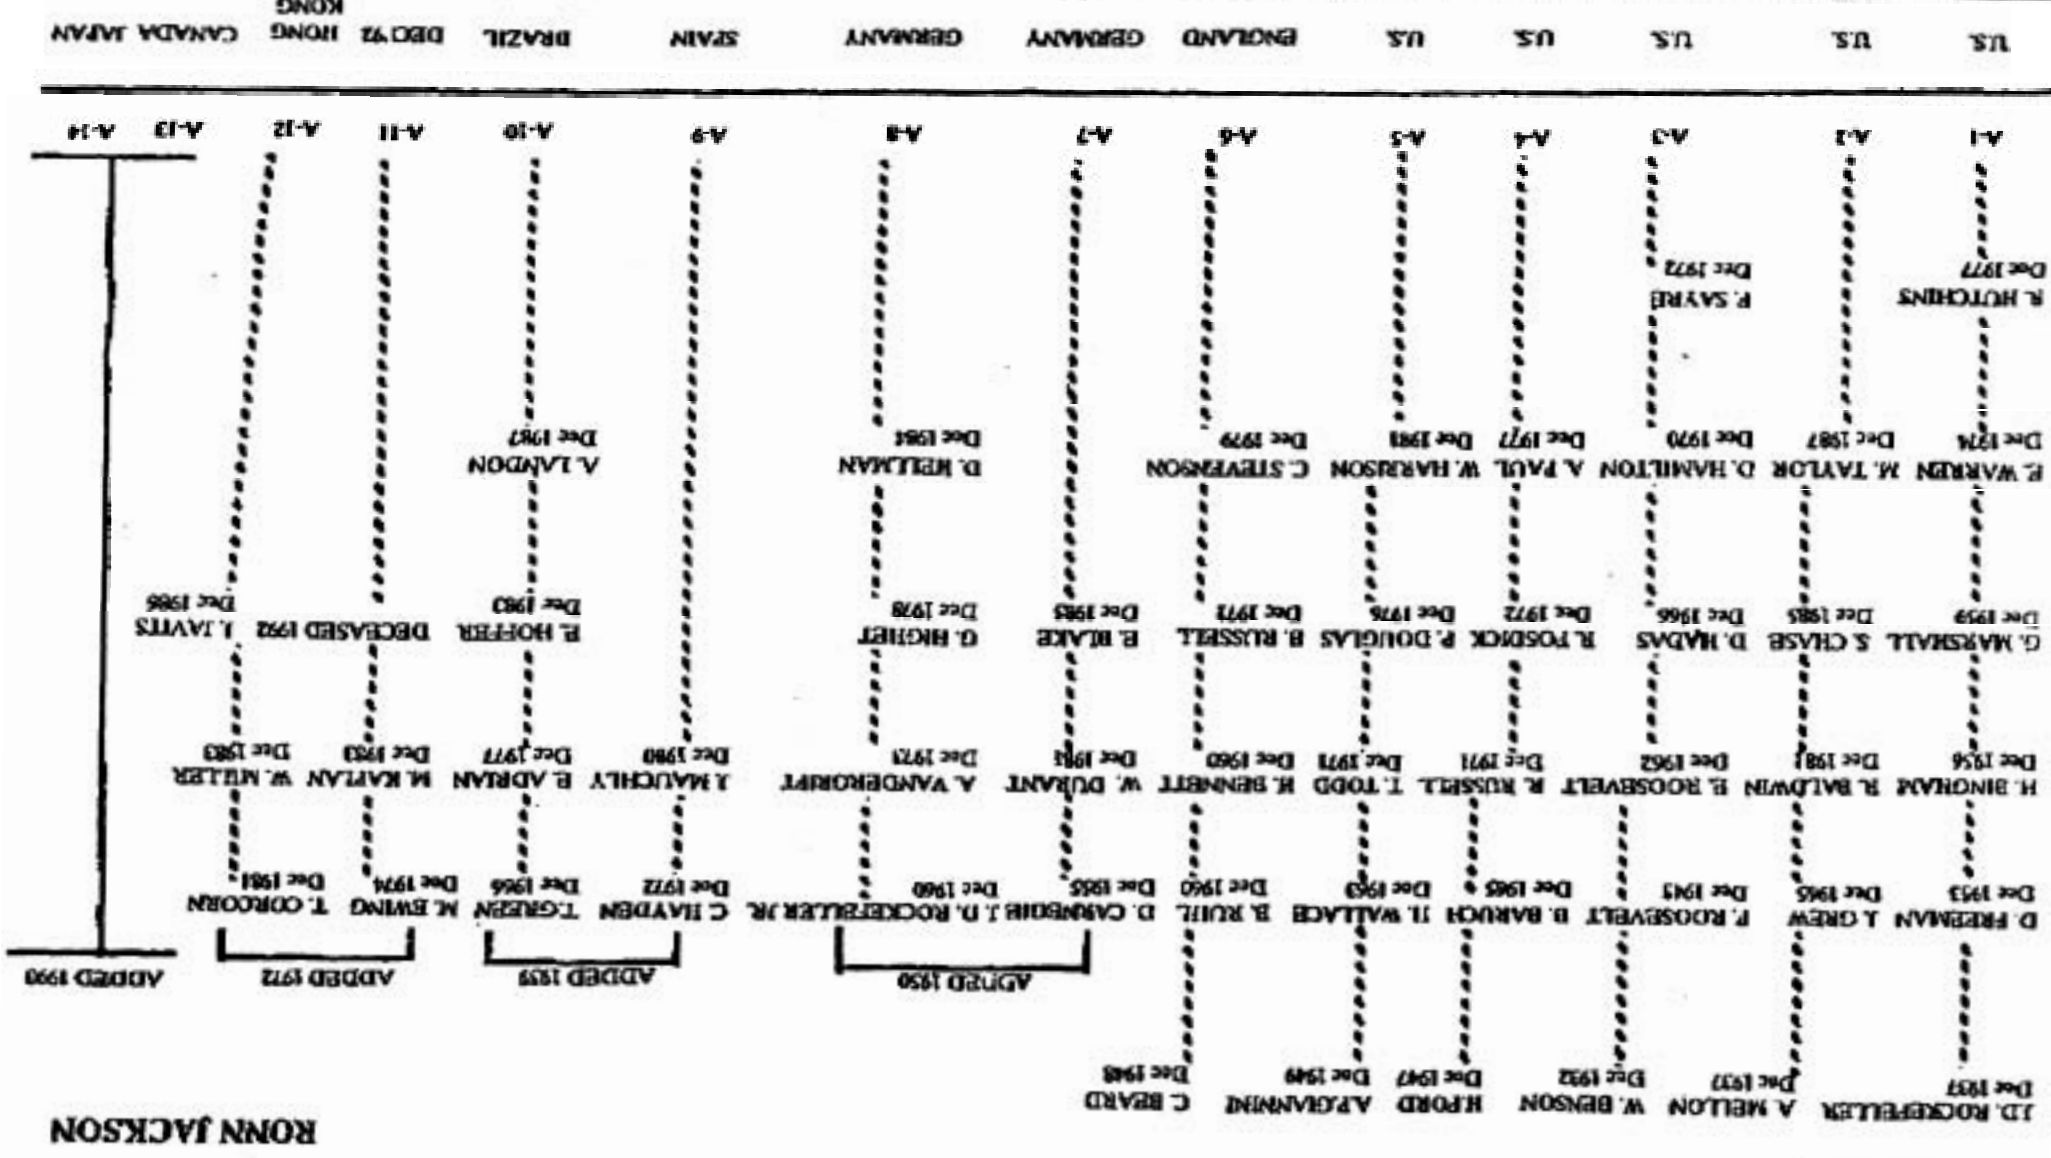 RONN JACKSON
J.D. ROCKEFELLER A. MELLON W. BENSON H.FORD A.P.GIANNINI C. BEARD
Dec 1937 Dec 1937 Dec 1932 Dec 1947 Dec 1949 Dec 1948
ADDED 1950 ADDED 1959 ADDED 1972 ADDED 1990
D. FREEMAN J. GREW F. ROOSEVELT B. BARUCH H. WALLACE B. RUHL D. CARNEGIE J. D. ROCKEFELLER JR. C HAYDEN T.GREEN M. EWING T. CORCORN
Dec 1953 Dec 1965 Dec 1945 Dec 1965 Dec 1963 Dec 1960 Dec 1955 Dec 1960 Dec 1972 Dec 1966 Dec 1974 Dec 1981
H. BINGHAM R. BALDWIN E. ROOSEVELT R. RUSSELL T. TODD H. BENNETT W. DURANT A. VANDERGRIFT J. MAUCHLY E. ADRIAN M. KAPLAN W. MILLER
Dec 1956 Dec 1981 Dec 1962 Dec 1971 Dec 1971 Dec 1960 Dec 1981 Dec 1973 Dec 1980 Dec 1977 Dec 1983 Dec 1983
G. MARSHALL S. CHASE D. HADAS R. FOSDICK P. DOUGLAS B. RUSSELL E. BLAKE G. HIGHET E. HOFFER DECEASED 1992 J. JAVITS
Dec 1959 Dec 1985 Dec 1966 Dec 1972 Dec 1976 Dec 1971 Dec 1985 Dec 1978 Dec 1983 Dec 1986
E. WARREN M. TAYLOR D. HAMILTON A. PAUL W. HARRISON C. STEVENSON D. HELLMAN A. LANDON
Dec 1974 Dec 1987 Dec 1970 Dec 1977 Dec 1981 Dec 1979 Dec 1984 Dec 1987
R. HUTCHINS F. SAYRE
Dec 1977 Dec 1972
A-1 A-2 A-3 A-4 A-5 A-6 A-7 A-8 A-9 A-10 A-11 A-12 A-13 A-14
U.S. U.S. U.S. U.S. U.S. ENGLAND GERMANY GERMANY SPAIN BRAZIL DEC '92 HONG CANADA JAPAN
KONG